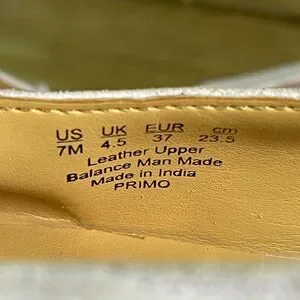 US UK EUR cm
7M 4.5 37 23.5
Leather Upper
Balance Man Made
Made in India
PRIMO